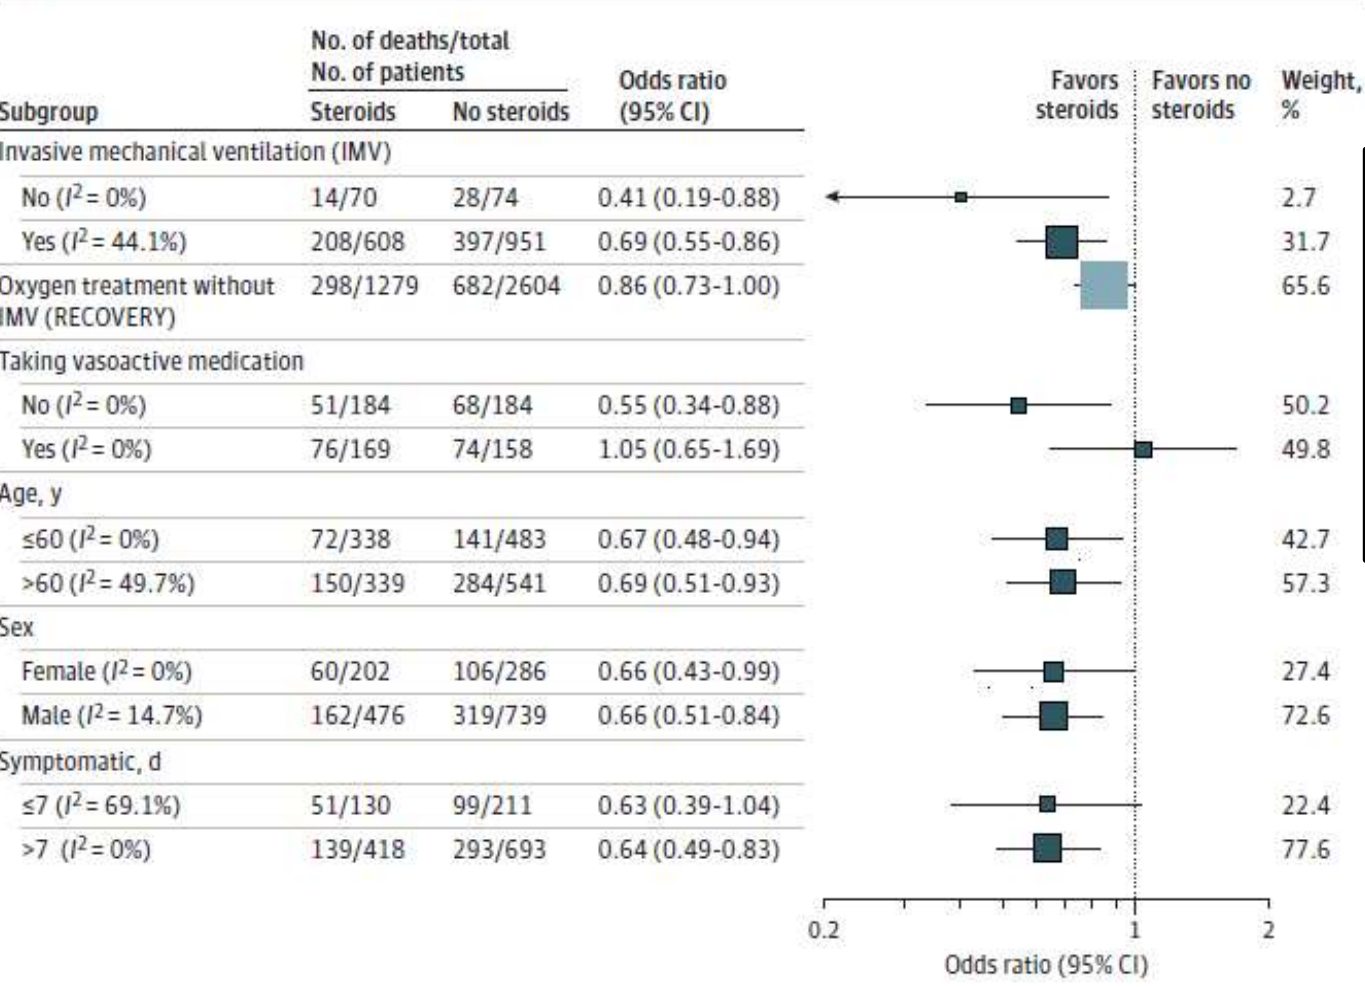 No. of deaths/total
No. of patients
Odds ratio
(95% CI)
Favors
steroids
Favors no
steroids
Weight,
%
Subgroup Steroids No steroids
Invasive mechanical ventilation (IMV)
No (I² = 0%) 14/70 28/74 0.41 (0.19-0.88) 2.7
Yes (I² = 44.1%) 208/608 397/951 0.69 (0.55-0.86) 31.7
Oxygen treatment without 298/1279 682/2604 0.86 (0.73-1.00) 65.6
IMV (RECOVERY)
Taking vasoactive medication
No (I² = 0%) 51/184 68/184 0.55 (0.34-0.88) 50.2
Yes (I² = 0%) 76/169 74/158 1.05 (0.65-1.69) 49.8
Age, y
≤60 (I² = 0%) 72/338 141/483 0.67 (0.48-0.94) 42.7
>60 (I² = 49.7%) 150/339 284/541 0.69 (0.51-0.93) 57.3
Sex
Female (I² = 0%) 60/202 106/286 0.66 (0.43-0.99) 27.4
Male (I² = 14.7%) 162/476 319/739 0.66 (0.51-0.84) 72.6
Symptomatic, d
≤7 (I² = 69.1%) 51/130 99/211 0.63 (0.39-1.04) 22.4
>7 (I² = 0%) 139/418 293/693 0.64 (0.49-0.83) 77.6
0.2 1 2
Odds ratio (95% CI)